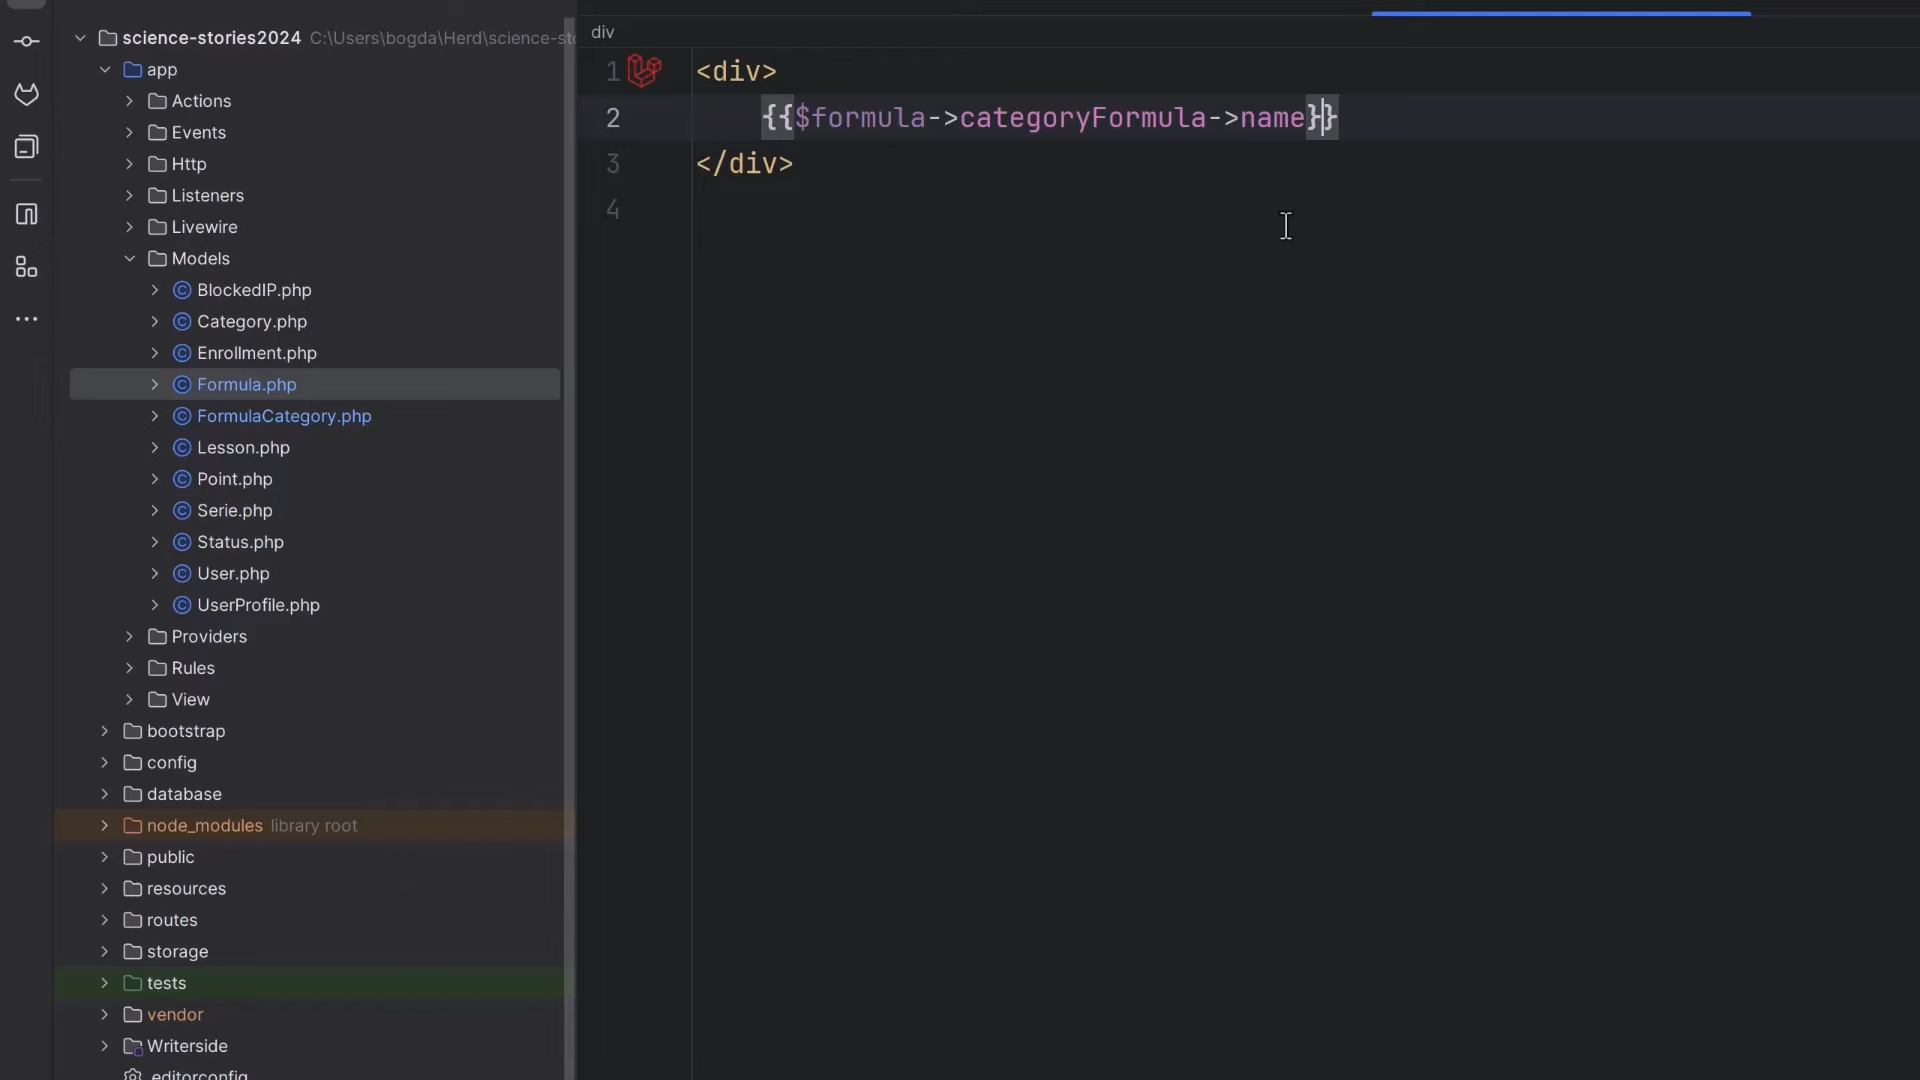 science-stories2024 C:\Users\bogda\Herd\science-sto
app
Actions
Events
Http
Listeners
Livewire
Models
BlockedIP.php
Category.php
Enrollment.php
Formula.php
FormulaCategory.php
Lesson.php
Point.php
Serie.php
Status.php
User.php
UserProfile.php
Providers
Rules
View
bootstrap
config
database
node_modules library root
public
resources
routes
storage
tests
vendor
Writerside
.editorconfig
div
1 <div>
2 {{$formula->categoryFormula->name}}
3 </div>
4